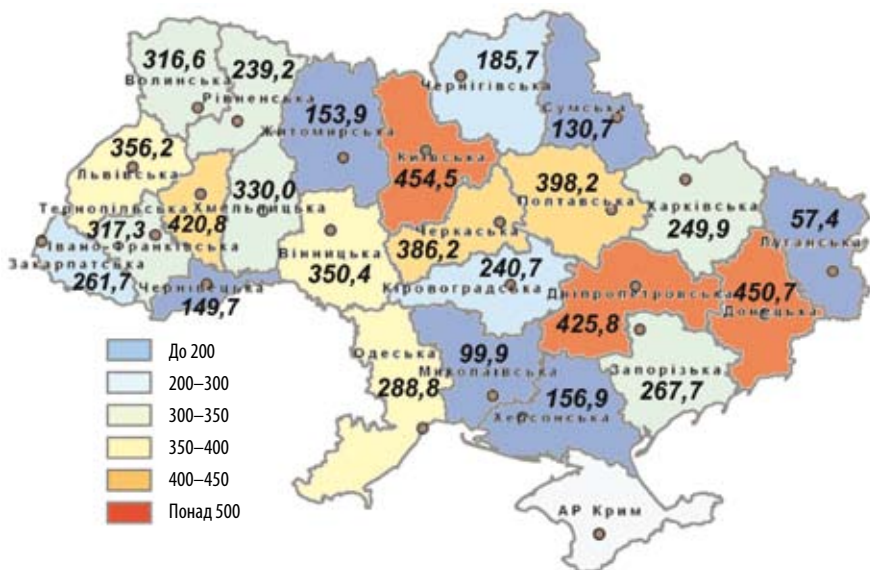 316,6
Волинська
239,2
Рівненська
185,7
Чернігівська
153,9
Житомирська
Сумська
130,7
356,2
Львівська
Київська
454,5
398,2
Полтавська
Харківська
249,9
57,4
Луганська
Тернопільська
420,8
330,0
Хмельницька
317,3
Івано-Франківська
Закарпатська
261,7
Чернівецька
149,7
Вінницька
350,4
Черкаська
386,2
240,7
Кіровоградська
Дніпропетровська
425,8
450,7
Донецька
Одеська
288,8
99,9
Миколаївська
156,9
Херсонська
Запорізька
267,7
АР Крим
До 200
200–300
300–350
350–400
400–450
Понад 500